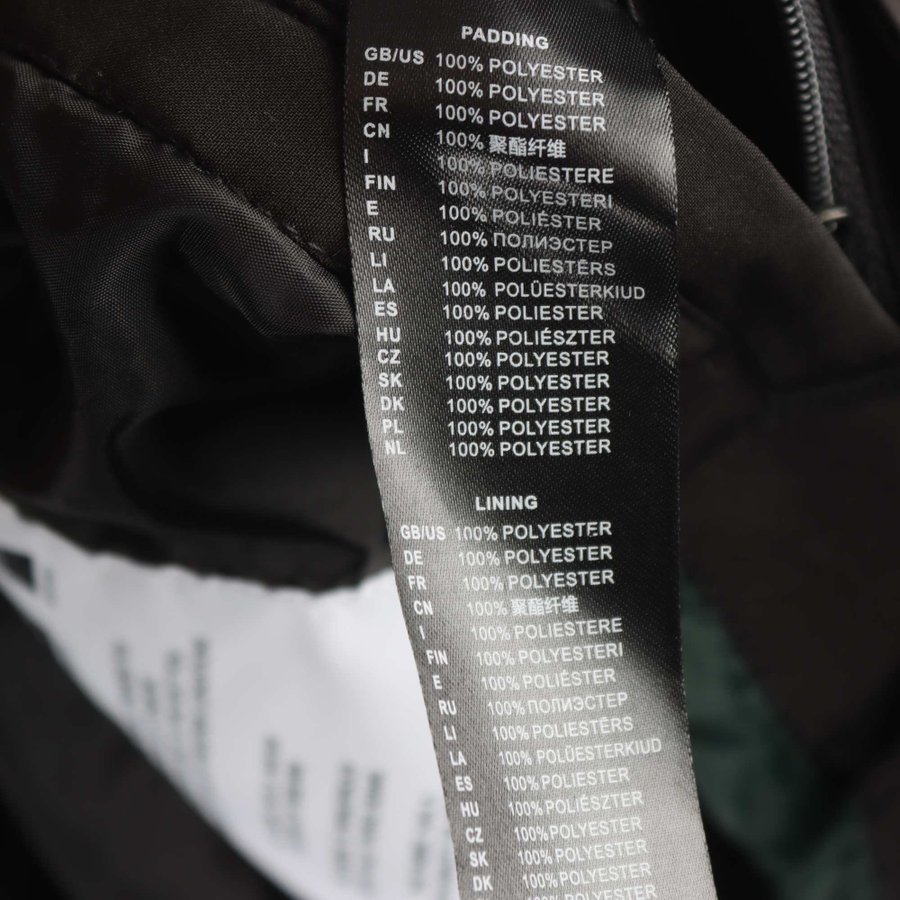 PADDING
GB/US 100% POLYESTER
DE 100% POLYESTER
FR 100% POLYESTER
CN 100% 聚酯纤维
I 100% POLIESTERE
FIN 100% POLYESTERI
E 100% POLIÉSTER
RU 100% ПОЛИЭСТЕР
LI 100% POLIESTĒRS
LA 100% POLÜESTERKIUD
ES 100% POLIESTER
HU 100% POLIÉSZTER
CZ 100% POLYESTER
SK 100% POLYESTER
DK 100% POLYESTER
PL 100% POLYESTER
NL 100% POLYESTER
LINING
GB/US 100% POLYESTER
DE 100% POLYESTER
FR 100% POLYESTER
CN 100% 聚酯纤维
I 100% POLIESTERE
FIN 100% POLYESTERI
E 100% POLIÉSTER
RU 100% ПОЛИЭСТЕР
LI 100% POLIESTĒRS
LA 100% POLÜESTERKIUD
ES 100% POLIESTER
HU 100% POLIÉSZTER
CZ 100% POLYESTER
SK 100% POLYESTER
DK 100% POLYESTER